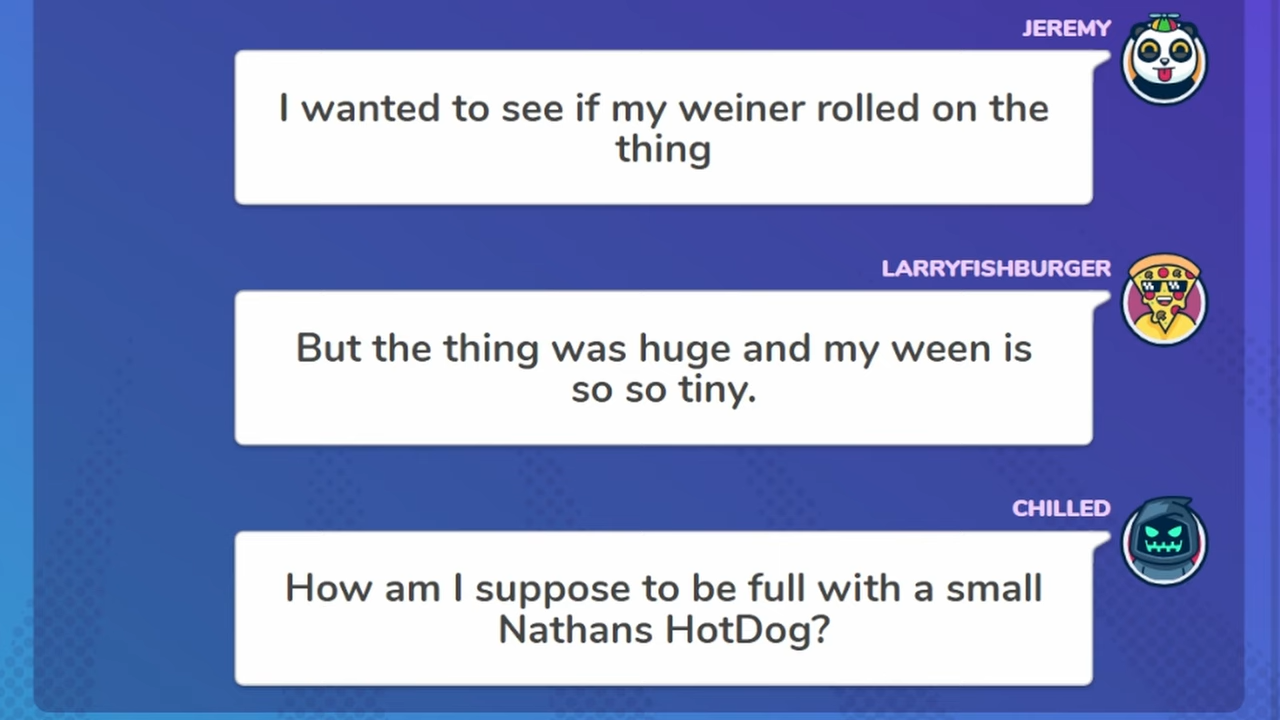 JEREMY
I wanted to see if my weiner rolled on the
thing
LARRYFISHBURGER
But the thing was huge and my ween is
so so tiny.
CHILLED
How am I suppose to be full with a small
Nathans HotDog?